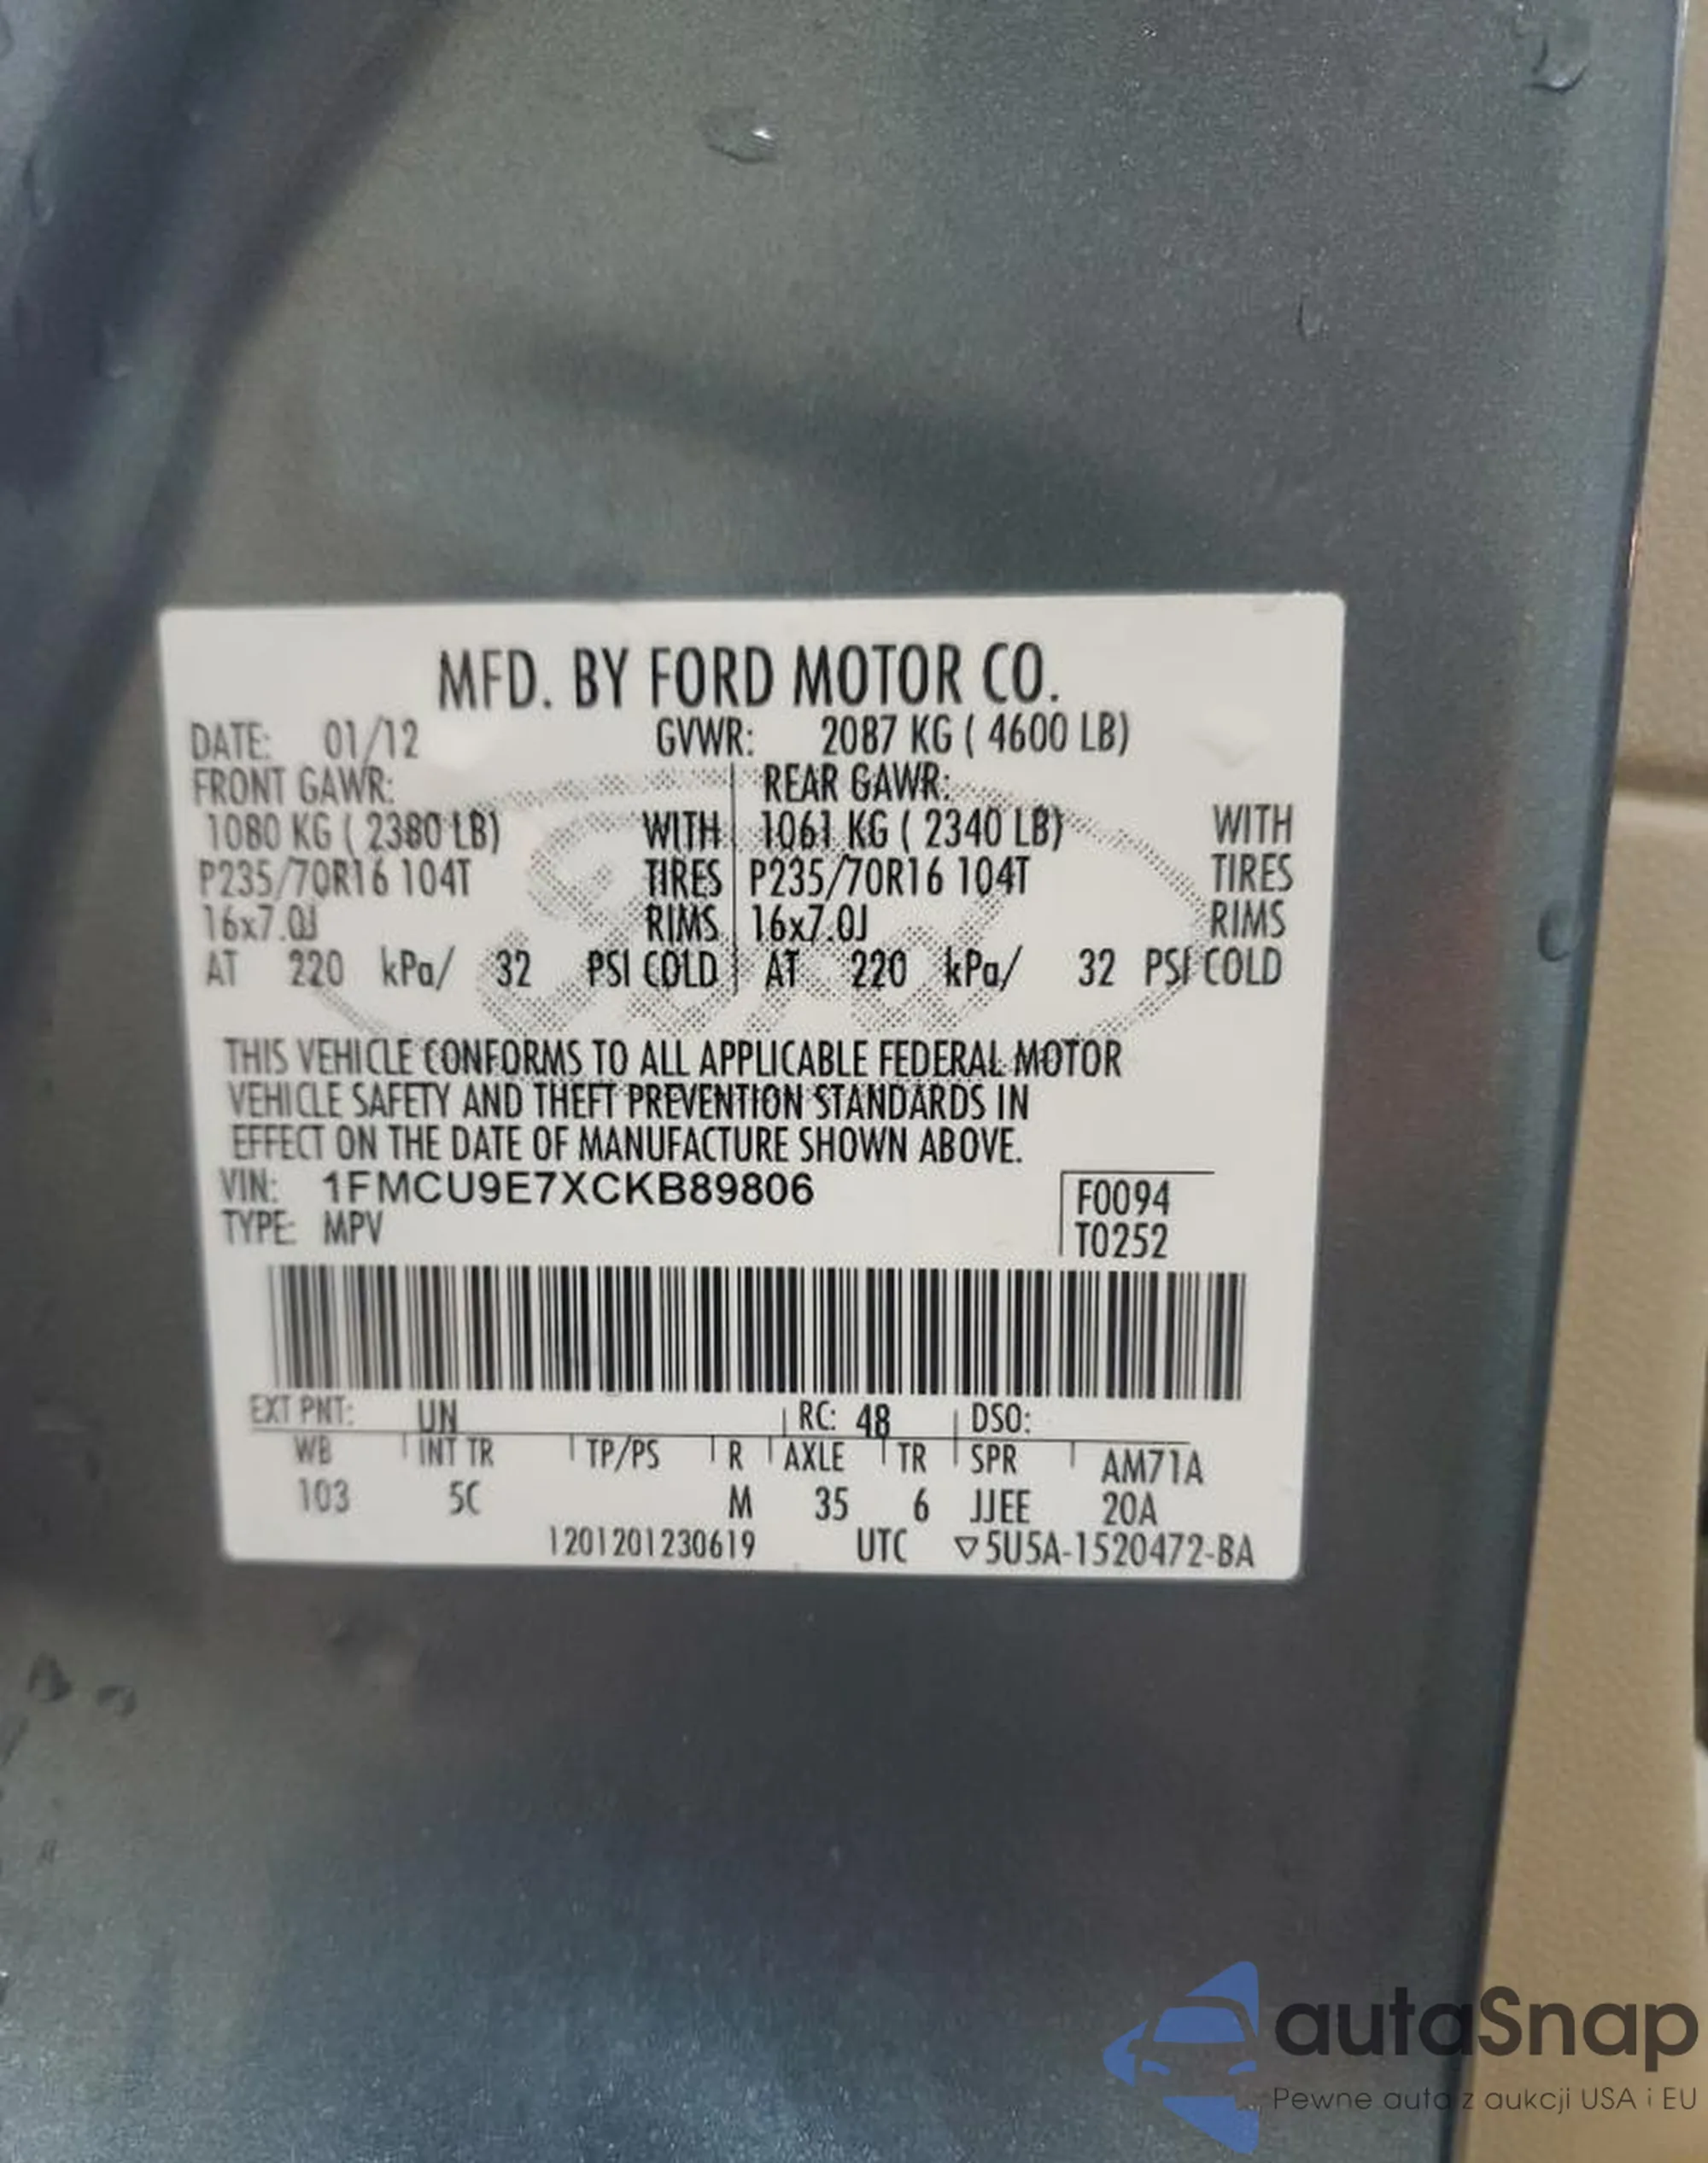 MFD. BY FORD MOTOR CO.
DATE: 01/12 GVWR: 2087 KG ( 4600 LB)
FRONT GAWR: REAR GAWR:
1080 KG ( 2380 LB) WITH 1061 KG ( 2340 LB) WITH
P235/70R16 104T TIRES P235/70R16 104T TIRES
16x7.0J RIMS 16x7.0J RIMS
AT 220 kPa/ 32 PSI COLD AT 220 kPa/ 32 PSI COLD
THIS VEHICLE CONFORMS TO ALL APPLICABLE FEDERAL MOTOR
VEHICLE SAFETY AND THEFT PREVENTION STANDARDS IN
EFFECT ON THE DATE OF MANUFACTURE SHOWN ABOVE.
VIN: 1FMCU9E7XCKB89806 F0094
TYPE: MPV T0252
EXT PNT: UN RC: 48 DSO:
WB INT TR TP/PS R AXLE TR SPR AM71A
103 5C M 35 6 JJEE 20A
1201201230619 UTC ▽5U5A-1520472-BA
autaSnap
Pewne auta z aukcji USA i EU